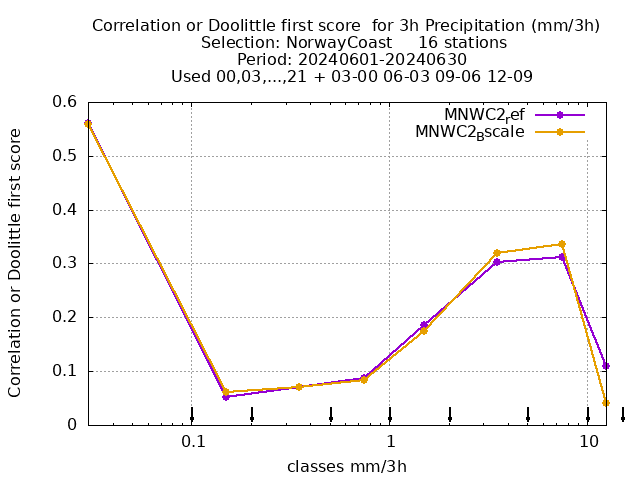 Correlation or Doolittle first score  for 3h Precipitation (mm/3h)
Selection: NorwayCoast     16 stations
Period: 20240601-20240630
Used 00,03,...,21 + 03-00 06-03 09-06 12-09
MNWC2ref
MNWC2Bscale
Correlation or Doolittle first score
0.6
0.5
0.4
0.3
0.2
0.1
0
0.1
1
10
classes mm/3h